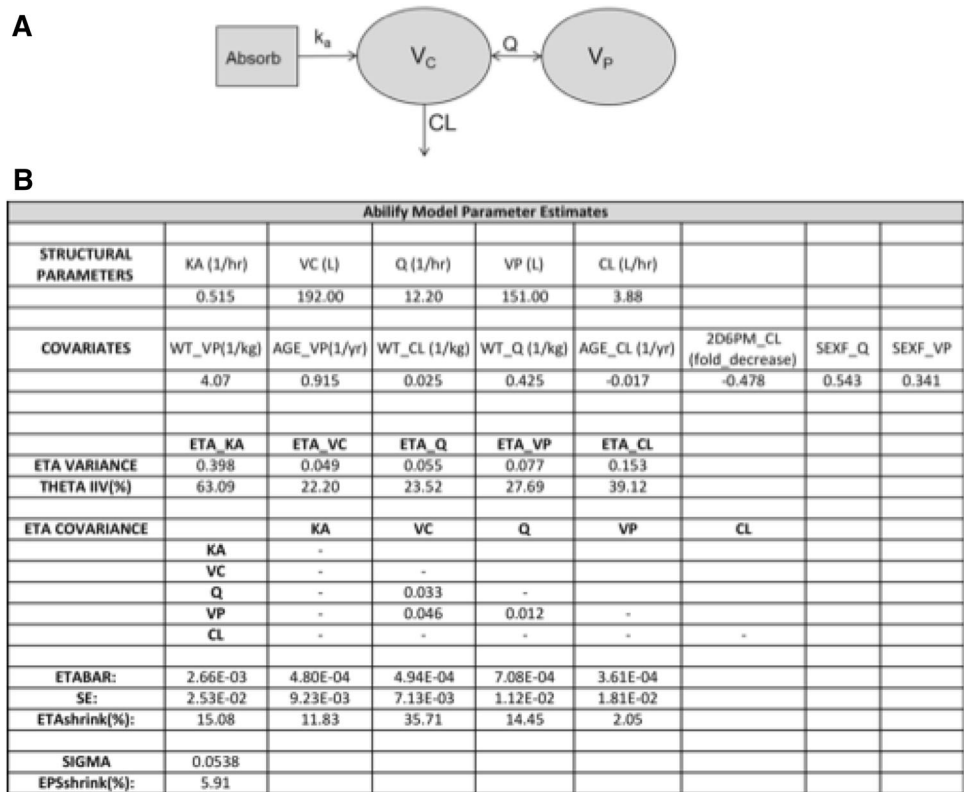 A
Absorb
ka
VC
Q
VP
CL
B
Abilify Model Parameter Estimates
STRUCTURAL PARAMETERS KA (1/hr) VC (L) Q (1/hr) VP (L) CL (L/hr)
0.515 192.00 12.20 151.00 3.88
COVARIATES WT_VP(1/kg) AGE_VP(1/yr) WT_CL (1/kg) WT_Q (1/kg) AGE_CL (1/yr) 2D6PM_CL (fold_decrease) SEXF_Q SEXF_VP
4.07 0.915 0.025 0.425 -0.017 -0.478 0.543 0.341
ETA_KA ETA_VC ETA_Q ETA_VP ETA_CL
ETA VARIANCE 0.398 0.049 0.055 0.077 0.153
THETA IIV(%) 63.09 22.20 23.52 27.69 39.12
ETA COVARIANCE KA VC Q VP CL
KA -
VC - -
Q - 0.033 -
VP - 0.046 0.012 -
CL - - - - -
ETABAR: 2.66E-03 4.80E-04 4.94E-04 7.08E-04 3.61E-04
SE: 2.53E-02 9.23E-03 7.13E-03 1.12E-02 1.81E-02
ETAshrink(%): 15.08 11.83 35.71 14.45 2.05
SIGMA 0.0538
EPSshrink(%): 5.91